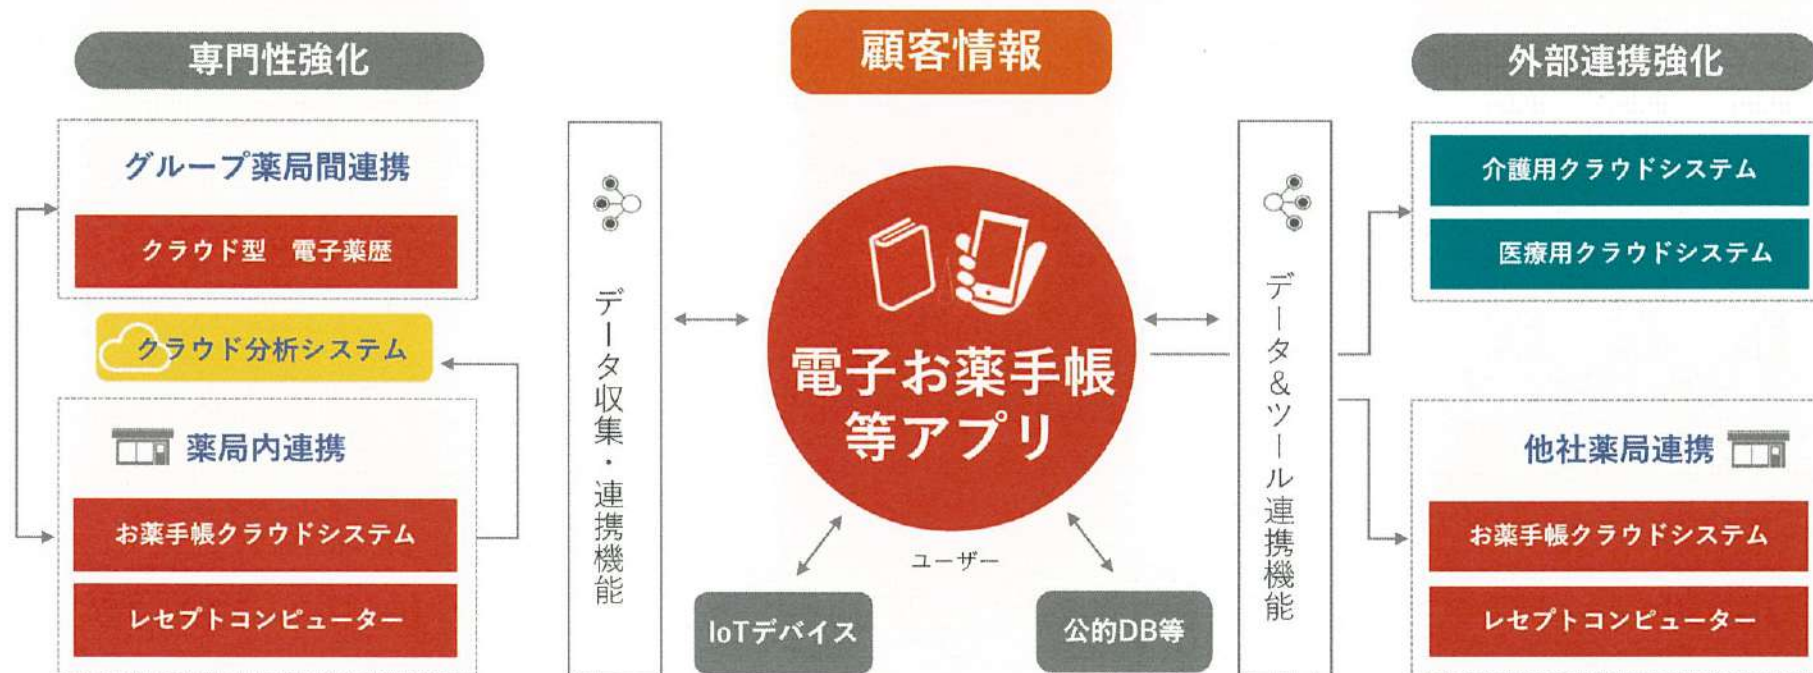 専門性強化
グループ薬局間連携
クラウド型　電子薬歴
クラウド分析システム
薬局内連携
お薬手帳クラウドシステム
レセプトコンピューター
データ収集・連携機能
顧客情報
電子お薬手帳
等アプリ
ユーザー
IoTデバイス
公的DB等
データ&ツール連携機能
外部連携強化
介護用クラウドシステム
医療用クラウドシステム
他社薬局連携
お薬手帳クラウドシステム
レセプトコンピューター